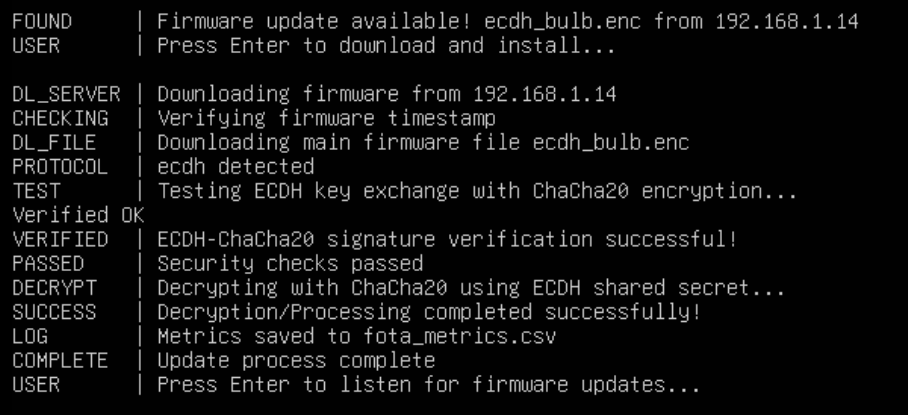 FOUND | Firmware update available! ecdh_bulb.enc from 192.168.1.14
USER | Press Enter to download and install...
DL_SERVER | Downloading firmware from 192.168.1.14
CHECKING | Verifying firmware timestamp
DL_FILE | Downloading main firmware file ecdh_bulb.enc
PROTOCOL | ecdh detected
TEST | Testing ECDH key exchange with ChaCha20 encryption...
Verified OK
VERIFIED | ECDH-ChaCha20 signature verification successful!
PASSED | Security checks passed
DECRYPT | Decrypting with ChaCha20 using ECDH shared secret...
SUCCESS | Decryption/Processing completed successfully!
LOG | Metrics saved to fota_metrics.csv
COMPLETE | Update process complete
USER | Press Enter to listen for firmware updates...